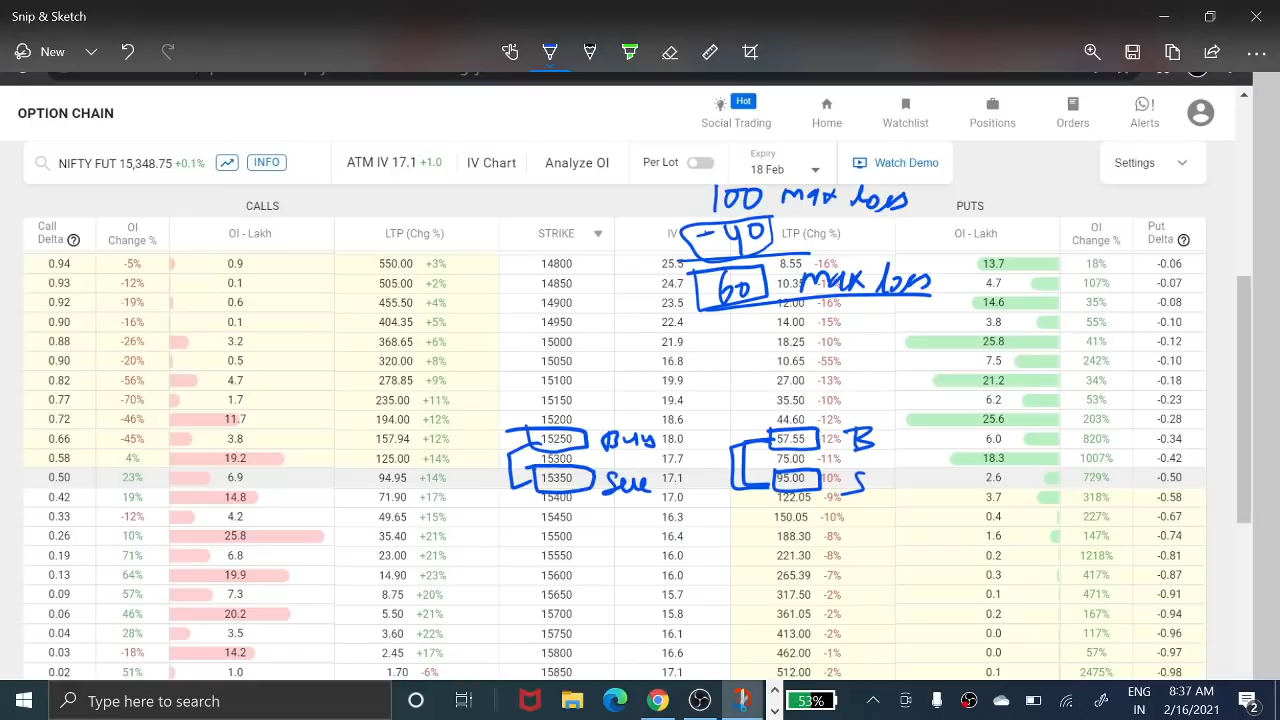 Snip & Sketch
New
OPTION CHAIN
Hot
Social Trading Home Watchlist Positions Orders Alerts
NIFTY FUT 15,348.75 +0.1% INFO ATM IV 17.1 +1.0 IV Chart Analyze OI Per Lot Expiry 18 Feb Watch Demo Settings
100 max loss
CALLS PUTS
Call Delta OI Change % OI - Lakh LTP (Chg %) STRIKE IV LTP (Chg %) OI - Lakh OI Change % Put Delta
-40
60 max loss
0.94 -5% 0.9 550.00 +3% 14800 25.5 8.55 -16% 13.7 18% -0.06
0.93 -12% 0.1 505.00 +2% 14850 24.7 10.35 4.7 107% -0.07
0.92 -19% 0.6 455.50 +4% 14900 23.5 12.00 -16% 14.6 35% -0.08
0.90 -16% 0.1 404.35 +5% 14950 22.4 14.00 -15% 3.8 55% -0.10
0.88 -26% 3.2 368.65 +6% 15000 21.9 18.25 -10% 25.8 41% -0.12
0.90 -20% 0.5 320.00 +8% 15050 16.8 10.65 -55% 7.5 242% -0.10
0.82 -56% 4.7 278.85 +9% 15100 19.9 27.00 -13% 21.2 34% -0.18
0.77 -70% 1.7 235.00 +11% 15150 19.4 35.50 -10% 6.2 53% -0.23
0.72 -46% 11.7 194.00 +12% 15200 18.6 44.60 -12% 25.6 203% -0.28
0.66 -45% 3.8 157.94 +12% 15250 Buy 18.0 57.55 -12% B 6.0 820% -0.34
0.58 4% 19.2 125.00 +14% 15300 17.7 75.00 -11% 18.3 1007% -0.42
0.50 23% 6.9 94.95 +14% 15350 Sell 17.1 95.00 -10% S 2.6 729% -0.50
0.42 19% 14.8 71.90 +17% 15400 17.0 122.05 -9% 3.7 318% -0.58
0.33 -12% 4.2 49.65 +15% 15450 16.3 150.05 -10% 0.4 227% -0.67
0.26 10% 25.8 35.40 +21% 15500 16.4 188.30 -8% 1.6 147% -0.74
0.19 71% 6.8 23.00 +21% 15550 16.0 221.30 -8% 0.2 1218% -0.81
0.13 64% 19.9 14.90 +23% 15600 16.0 265.39 -7% 0.3 417% -0.87
0.09 57% 7.3 8.75 +20% 15650 15.7 317.50 -2% 0.1 471% -0.91
0.06 46% 20.2 5.50 +21% 15700 15.8 361.05 -2% 0.2 167% -0.94
0.04 28% 3.5 3.60 +22% 15750 16.1 413.00 -2% 0.0 117% -0.96
0.03 -18% 14.2 2.45 +17% 15800 16.6 462.00 -1% 0.0 57% -0.97
0.02 51% 1.0 1.70 -6% 15850 17.1 512.00 -2% 0.1 2475% -0.98
Type here to search 53% ENG IN 8:37 AM 2/16/2021 2